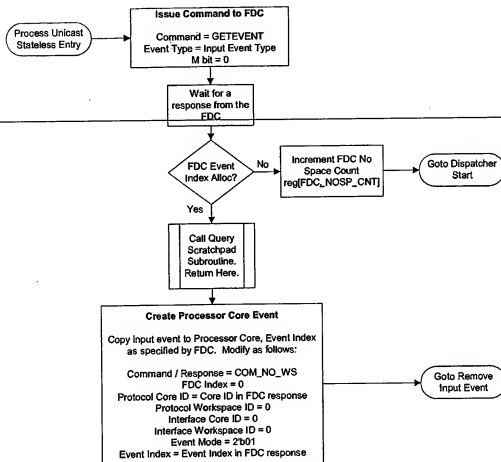 Process Unicast
Stateless Entry
Issue Command to FDC
Command = GETEVENT
Event Type = Input Event Type
M bit = 0
Wait for a
response from the
FDC
FDC Event
Index Alloc?
No
Increment FDC No
Space Count
reg[FDC_NOSP_CNT]
Goto Dispatcher
Start
Yes
Call Query
Scratchpad
Subroutine.
Return Here.
Create Processor Core Event
Copy input event to Processor Core, Event Index
as specified by FDC. Modify as follows:
Command / Response = COM_NO_WS
FDC Index = 0
Protocol Core ID = Core ID in FDC response
Protocol Workspace ID = 0
Interface Core ID = 0
Interface Workspace ID = 0
Event Mode = 2'b01
Event Index = Event Index in FDC response
Goto Remove
Input Event